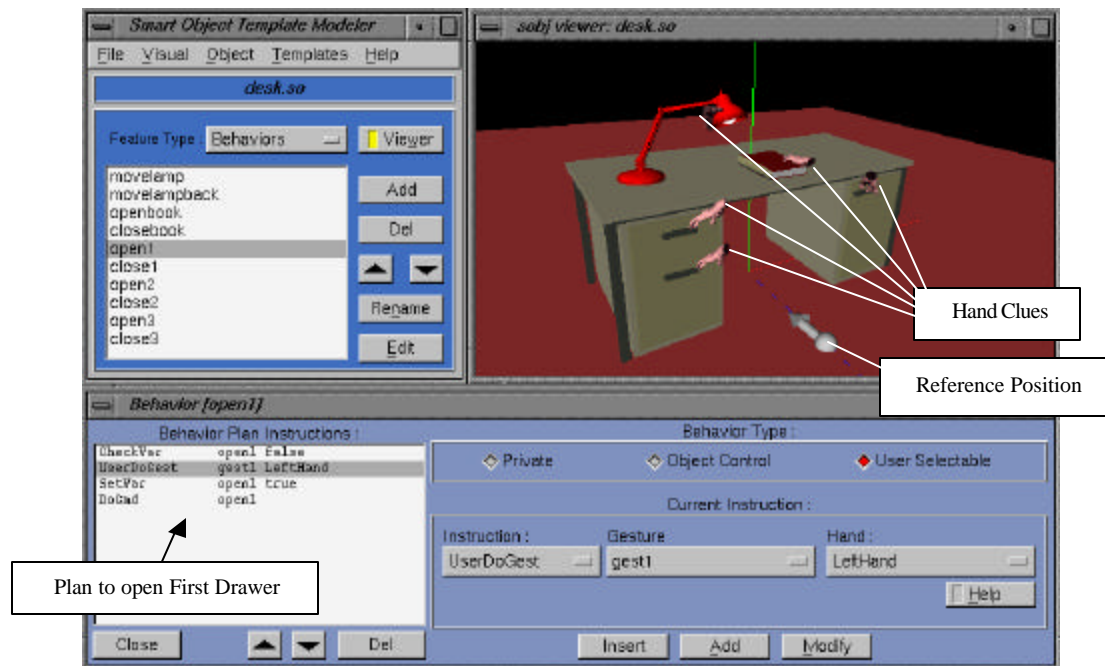 Smart Object Template Modeler
File Visual Object Templates Help
desk.so
Feature Type : Behaviors
Viewer
movelamp
movelampback
openbook
closebook
open1
close1
open2
close2
open3
close3
Add
Del
Rename
Edit
sobj viewer: desk.so
Hand Clues
Reference Position
Behavior [open1]
Behavior Plan Instructions :
CheckVar open1 false
UserDoGest gest1 LeftHand
SetVar open1 true
DoCmd open1
Plan to open First Drawer
Close
Del
Behavior Type :
Private Object Control User Selectable
Current Instruction :
Instruction : Gesture Hand :
UserDoGest gest1 LeftHand
Help
Insert Add Modify